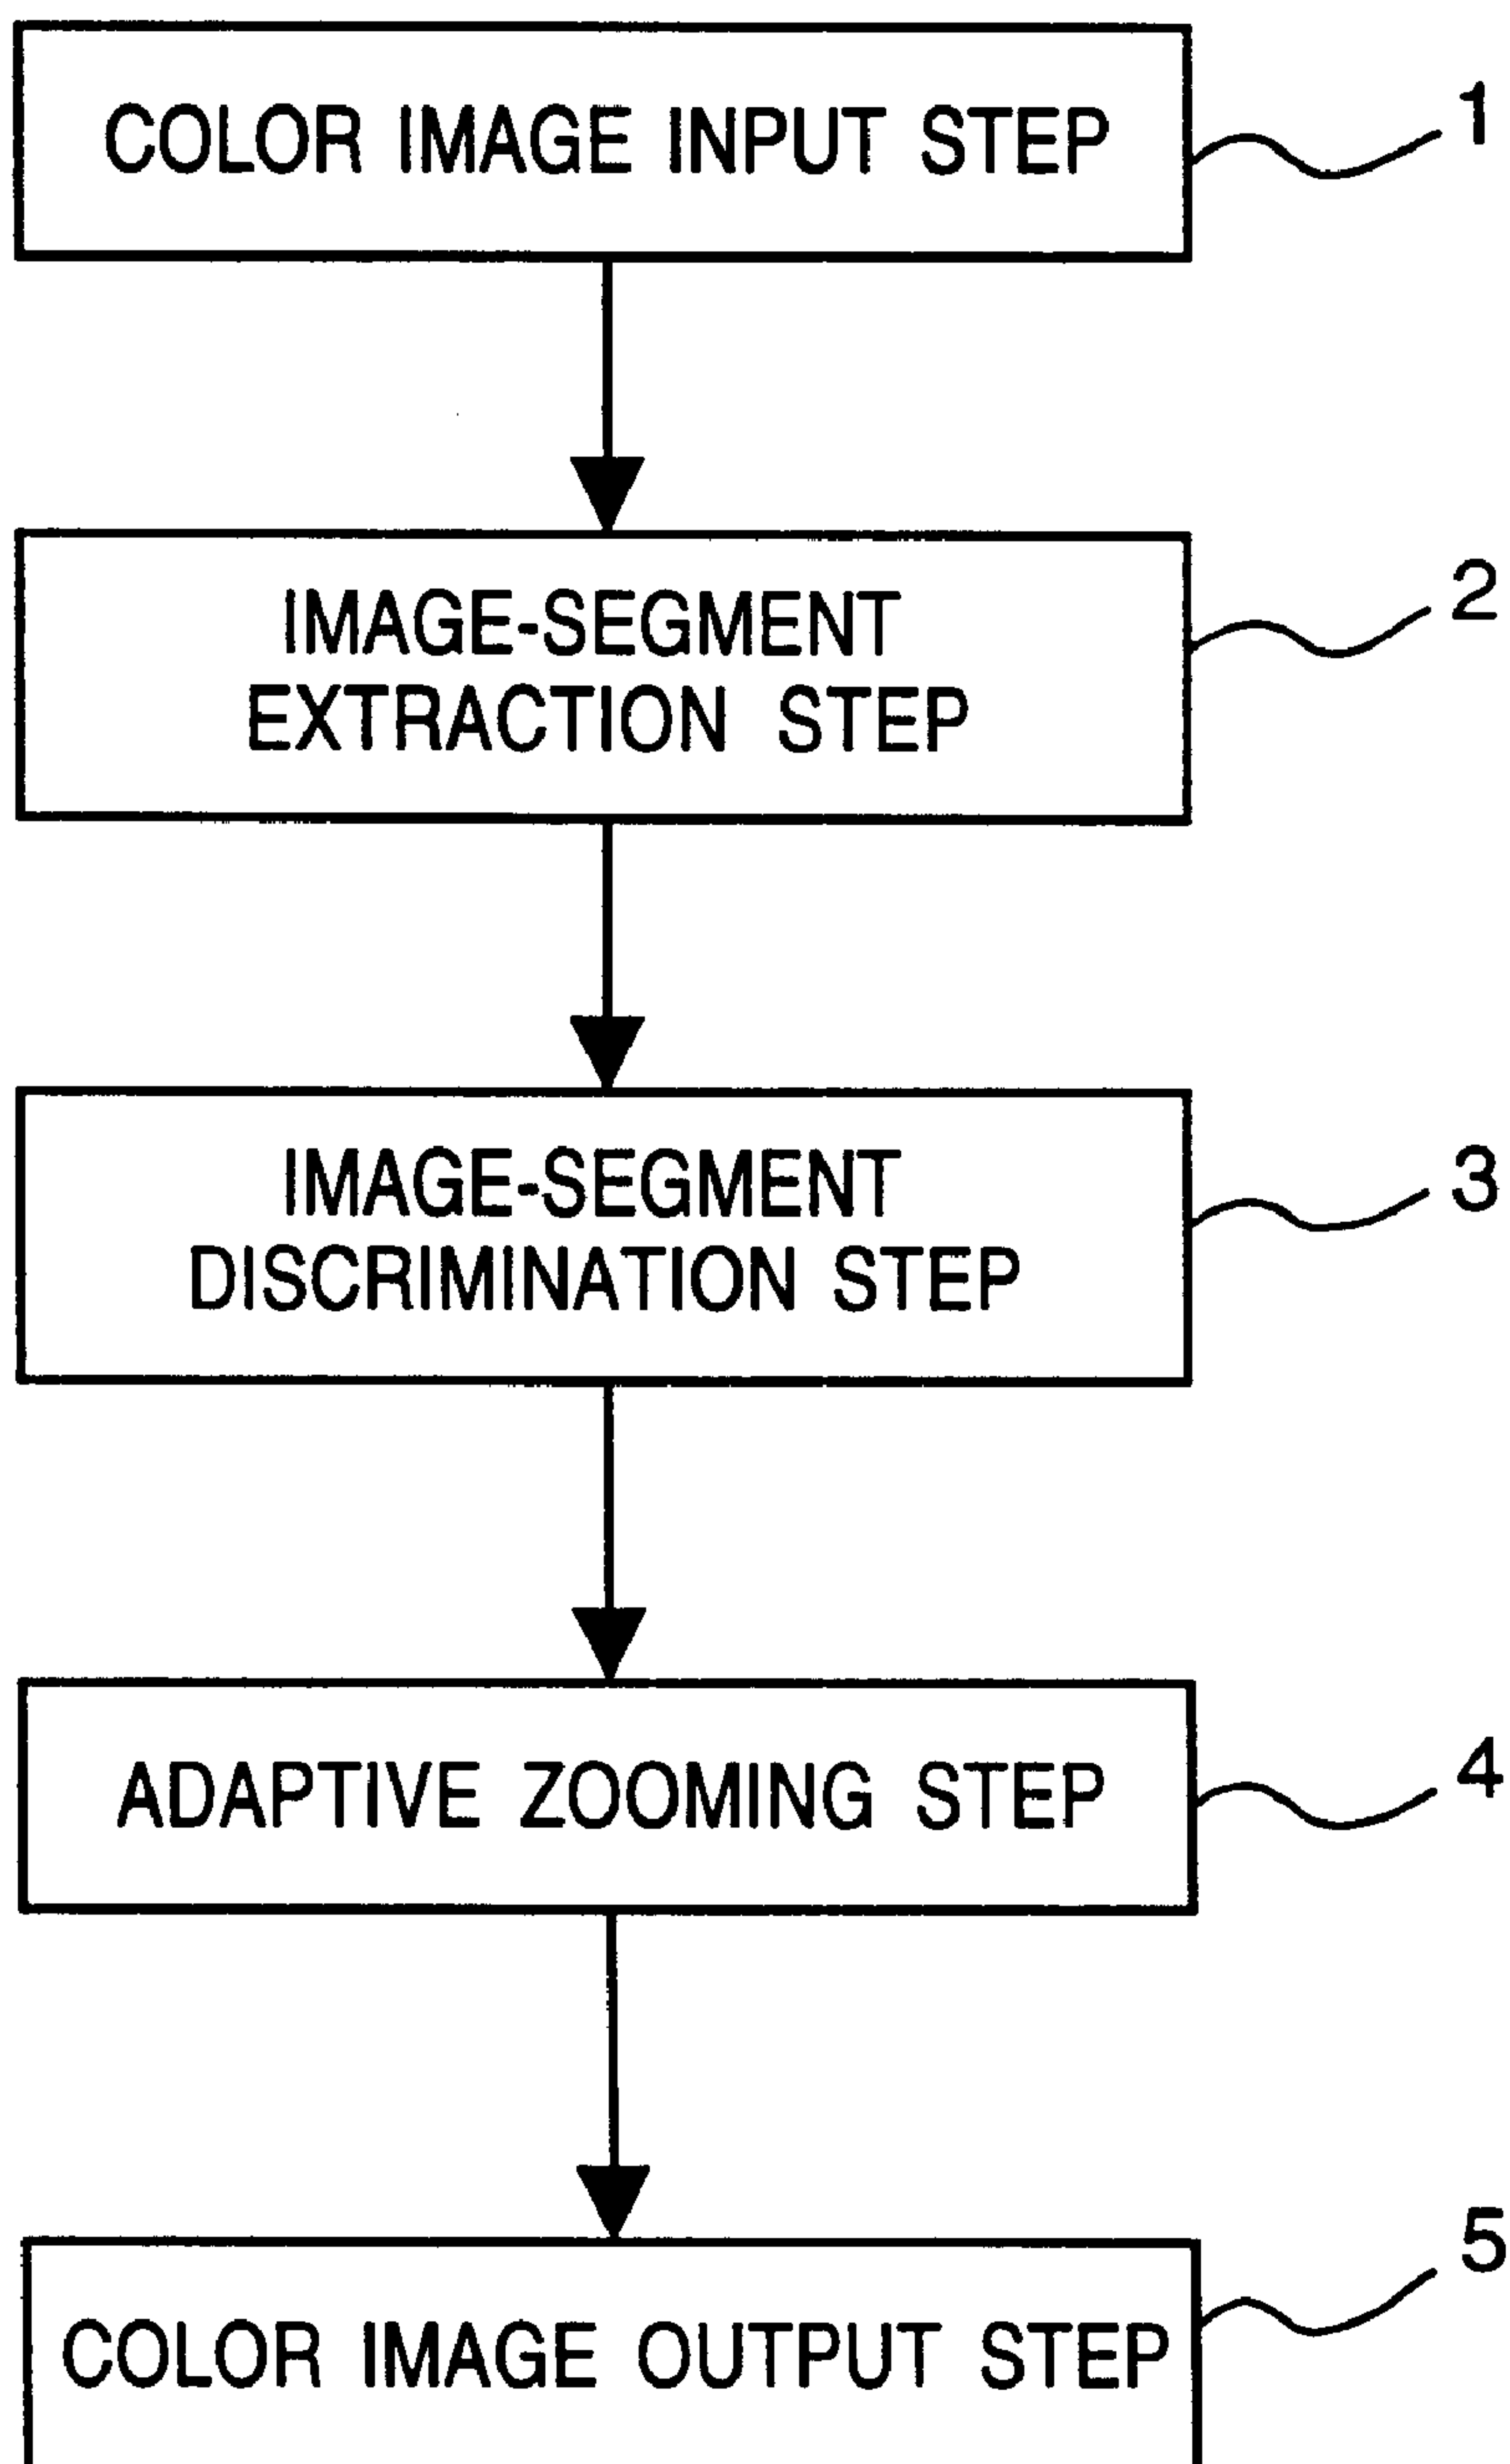 COLOR IMAGE INPUT STEP
1
IMAGE-SEGMENT
EXTRACTION STEP
2
IMAGE-SEGMENT
DISCRIMINATION STEP
3
ADAPTIVE ZOOMING STEP
4
COLOR IMAGE OUTPUT STEP
5